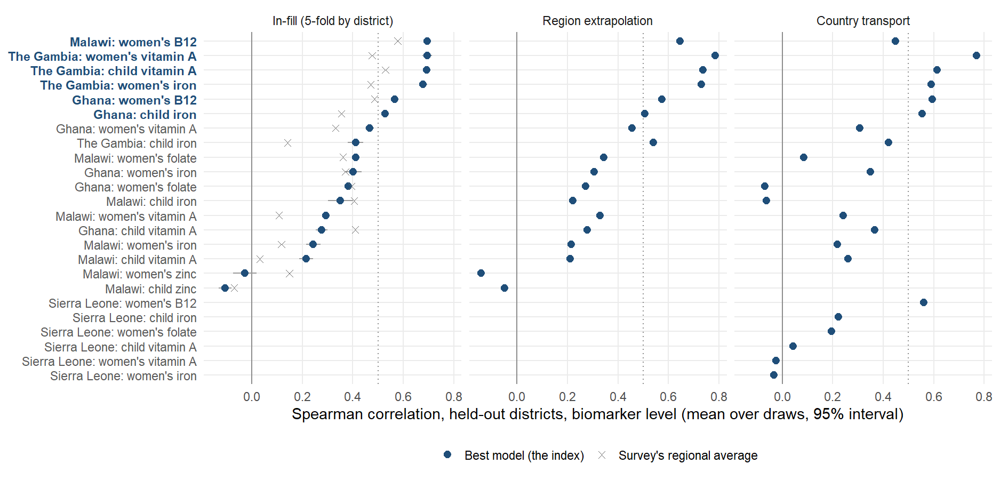 In-fill (5-fold by district)
Region extrapolation
Country transport
Malawi: women's B12
The Gambia: women's vitamin A
The Gambia: child vitamin A
The Gambia: women's iron
Ghana: women's B12
Ghana: child iron
Ghana: women's vitamin A
The Gambia: child iron
Malawi: women's folate
Ghana: women's iron
Ghana: women's folate
Malawi: child iron
Malawi: women's vitamin A
Ghana: child vitamin A
Malawi: women's iron
Malawi: child vitamin A
Malawi: women's zinc
Malawi: child zinc
Sierra Leone: women's B12
Sierra Leone: child iron
Sierra Leone: women's folate
Sierra Leone: child vitamin A
Sierra Leone: women's vitamin A
Sierra Leone: women's iron
0.0 0.2 0.4 0.6 0.8
0.0 0.2 0.4 0.6 0.8
0.0 0.2 0.4 0.6 0.8
Spearman correlation, held-out districts, biomarker level (mean over draws, 95% interval)
Best model (the index)
Survey's regional average